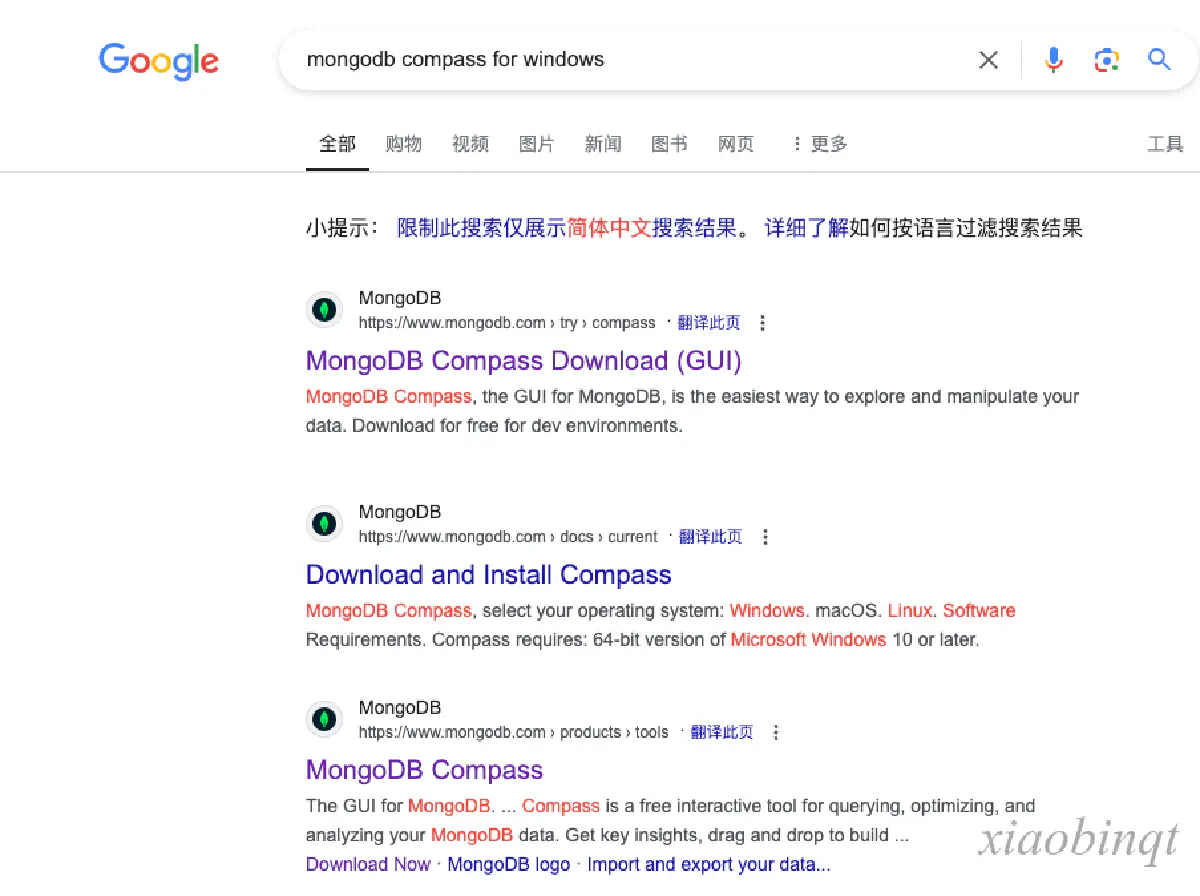 Google
mongodb compass for windows
全部 购物 视频 图片 新闻 图书 网页 更多 工具
小提示： 限制此搜索仅展示简体中文搜索结果。 详细了解如何按语言过滤搜索结果
MongoDB
https://www.mongodb.com › try › compass · 翻译此页
MongoDB Compass Download (GUI)
MongoDB Compass, the GUI for MongoDB, is the easiest way to explore and manipulate your
data. Download for free for dev environments.
MongoDB
https://www.mongodb.com › docs › current · 翻译此页
Download and Install Compass
MongoDB Compass, select your operating system: Windows. macOS. Linux. Software
Requirements. Compass requires: 64-bit version of Microsoft Windows 10 or later.
MongoDB
https://www.mongodb.com › products › tools · 翻译此页
MongoDB Compass
The GUI for MongoDB. ... Compass is a free interactive tool for querying, optimizing, and
analyzing your MongoDB data. Get key insights, drag and drop to build ...
Download Now · MongoDB logo · Import and export your data...
xiaobinqt